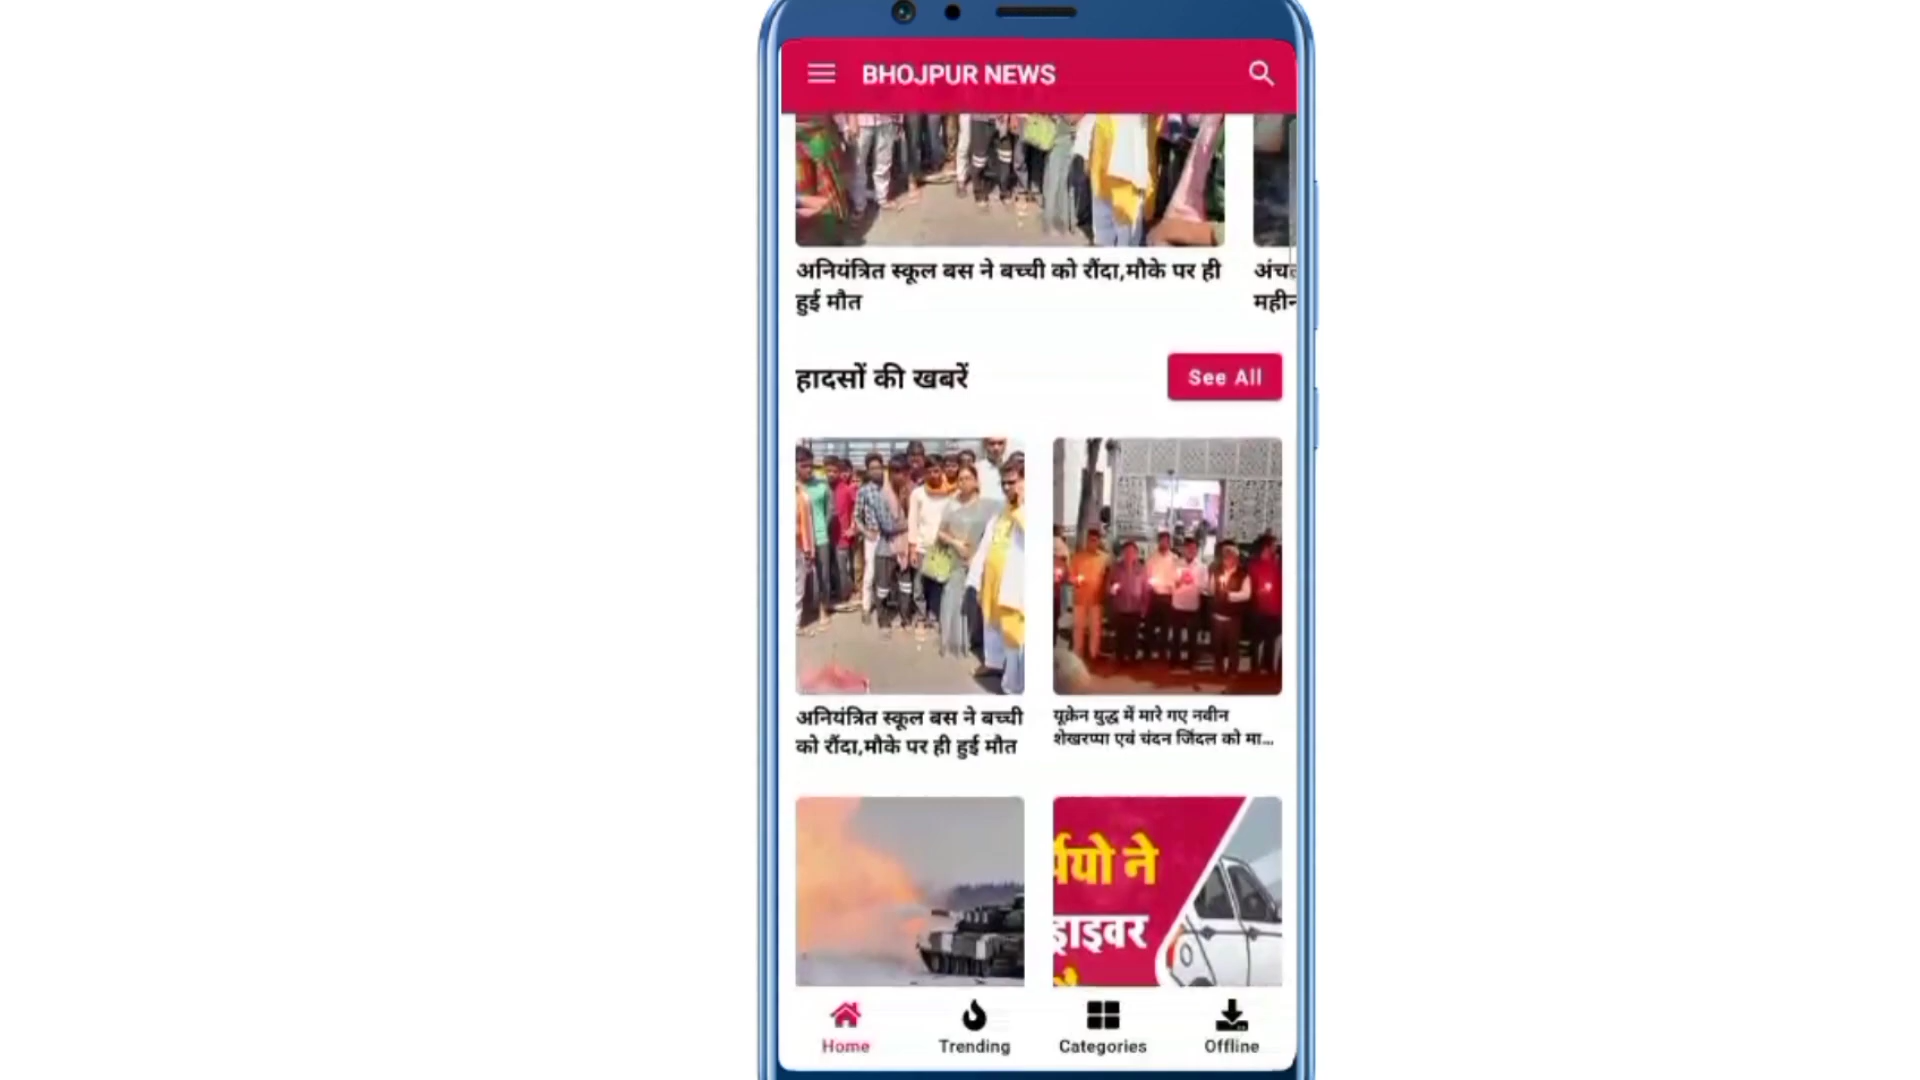 BHOJPUR NEWS
अनियंत्रित स्कूल बस ने बच्ची को रौंदा,मौके पर ही
हुई मौत
हादसों की खबरें
See All
अनियंत्रित स्कूल बस ने बच्ची
को रौंदा,मौके पर ही हुई मौत
यूक्रेन युद्ध में मारे गए नवीन
शेखरप्पा एवं चंदन जिंदल को मा...
ने
ड्राइवर
Home
Trending
Categories
Offline